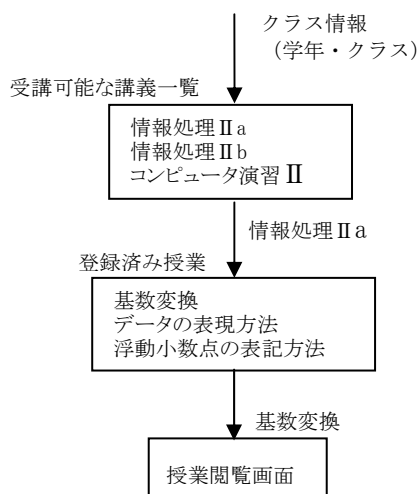 クラス情報
（学年・クラス）
受講可能な講義一覧
情報処理Ⅱa
情報処理Ⅱb
コンピュータ演習Ⅱ
情報処理Ⅱa
登録済み授業
基数変換
データの表現方法
浮動小数点の表記方法
基数変換
授業閲覧画面